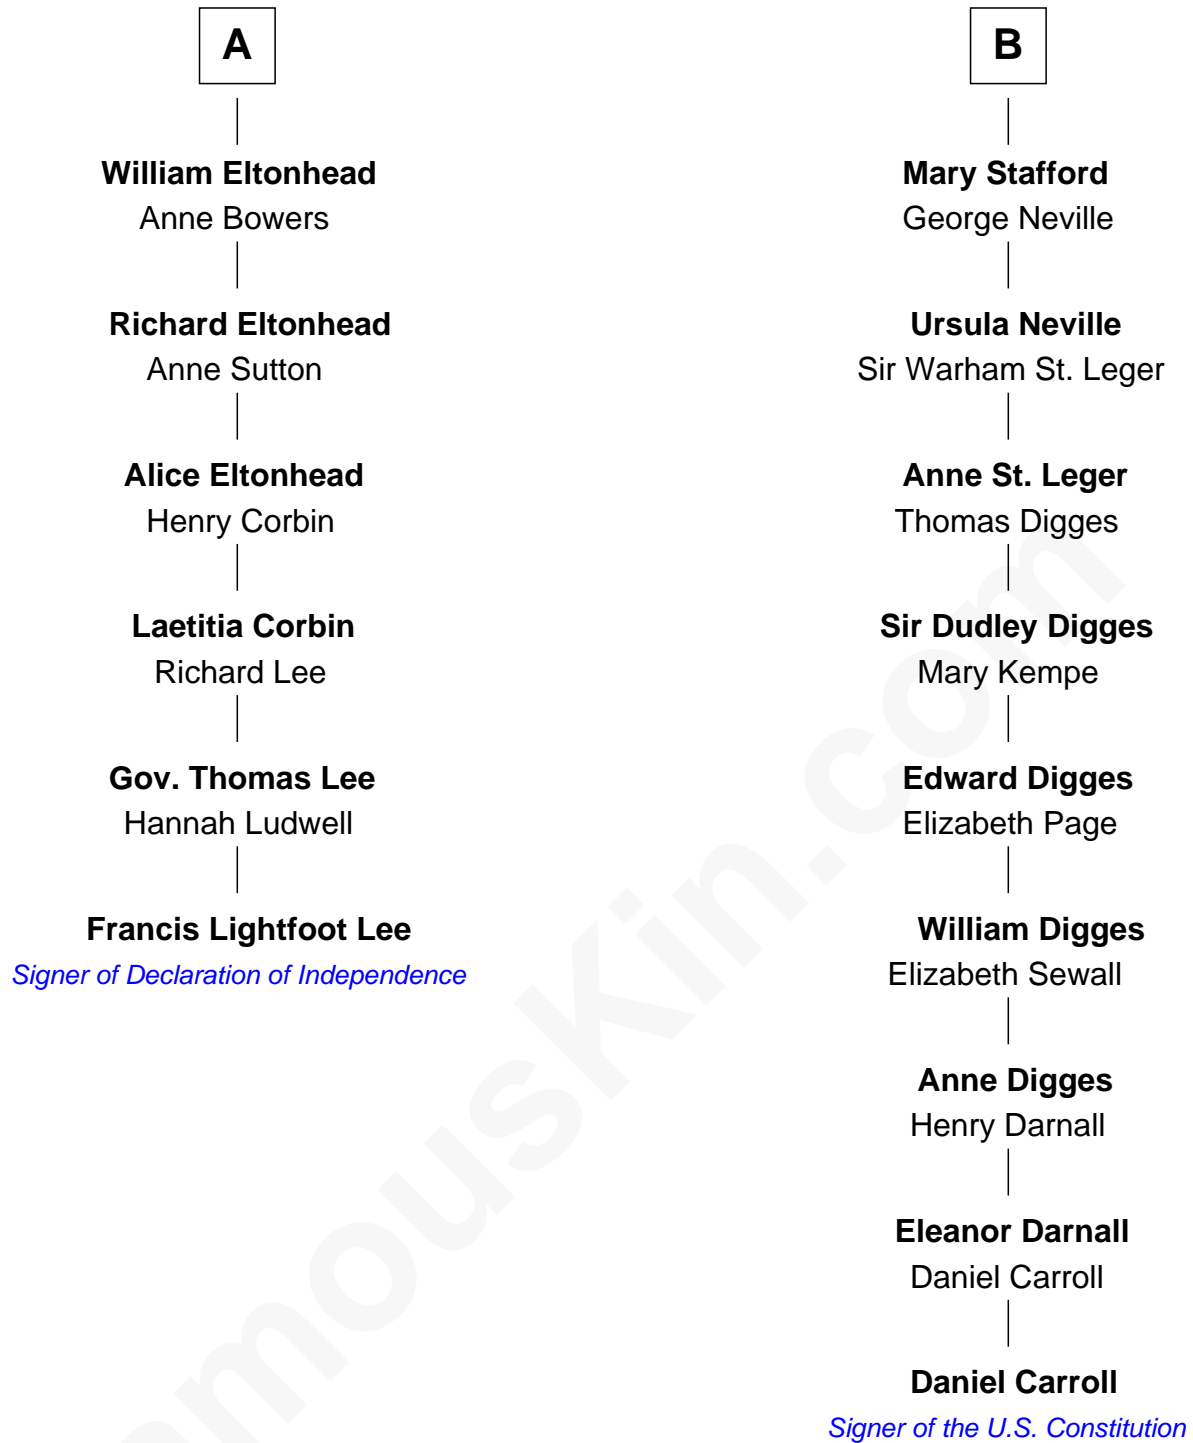 A
William Eltonhead
Anne Bowers
Richard Eltonhead
Anne Sutton
Alice Eltonhead
Henry Corbin
Laetitia Corbin
Richard Lee
Gov. Thomas Lee
Hannah Ludwell
Francis Lightfoot Lee
Signer of Declaration of Independence
B
Mary Stafford
George Neville
Ursula Neville
Sir Warham St. Leger
Anne St. Leger
Thomas Digges
Sir Dudley Digges
Mary Kempe
Edward Digges
Elizabeth Page
William Digges
Elizabeth Sewall
Anne Digges
Henry Darnall
Eleanor Darnall
Daniel Carroll
Daniel Carroll
Signer of the U.S. Constitution
amouskin.com